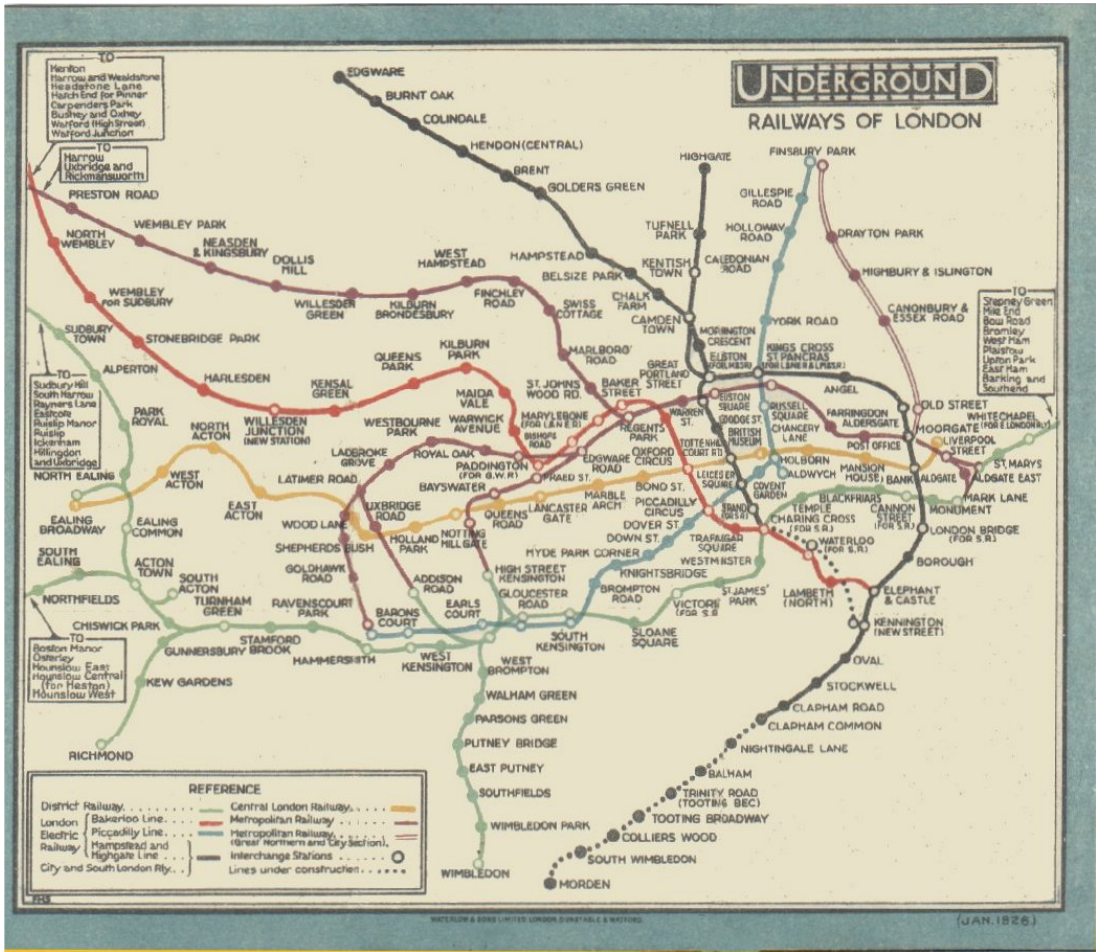 UNDERGROUND
RAILWAYS OF LONDON
TO
Kenton
Harrow and Wealdstone
Headstone Lane
Hatch End for Pinner
Carpenders Park
Bushey and Oxhey
Watford (High Street)
Watford Junction
TO
Harrow
Uxbridge and
Rickmansworth
EDGWARE
BURNT OAK
COLINDALE
HENDON (CENTRAL)
BRENT
GOLDERS GREEN
HAMPSTEAD
BELSIZE PARK
CHALK
FARM
CAMDEN
TOWN
HIGHGATE
TUFNELL
PARK
KENTISH
TOWN
FINSBURY PARK
GILLESPIE
ROAD
HOLLOWAY
ROAD
CALEDONIAN
ROAD
YORK ROAD
DRAYTON PARK
HIGHBURY & ISLINGTON
CANONBURY &
ESSEX ROAD
TO
Stepney Green
Mile End
Bow Road
Bromley
West Ham
Plaistow
Upton Park
East Ham
Barking and
Southend
PRESTON ROAD
WEMBLEY PARK
NEASDEN
& KINGSBURY
DOLLIS
HILL
WILLESDEN
GREEN
KILBURN
BRONDESBURY
WEST
HAMPSTEAD
FINCHLEY
ROAD
SWISS
COTTAGE
MARLBORO'
ROAD
ST. JOHNS
WOOD RD.
BAKER
STREET
GREAT
PORTLAND
STREET
NORTH
WEMBLEY
WEMBLEY
FOR SUDBURY
STONEBRIDGE PARK
HARLESDEN
WILLESDEN
JUNCTION
(NEW STATION)
KENSAL
GREEN
QUEENS
PARK
KILBURN
PARK
MAIDA
VALE
WARWICK
AVENUE
MARYLEBONE
(FOR L.N.E.R)
BISHOPS
ROAD
PADDINGTON
(FOR G.W.R)
EDGWARE ROAD
PRAED ST.
REGENTS
PARK
MORNINGTON
CRESCENT
EUSTON
KINGS CROSS
ST. PANCRAS
ANGEL
OLD STREET
EUSTON
SQUARE
WARREN
ST.
GOODGE ST.
RUSSELL
SQUARE
FARRINGDON
ALDERSGATE
MOORGATE
LIVERPOOL
STREET
WHITECHAPEL
ST. MARYS
ALDGATE EAST
ALDGATE
MARK LANE
MONUMENT
SUDBURY
TOWN
ALPERTON
PARK
ROYAL
TO
Sudbury Hill
South Harrow
Rayners Lane
Eastcote
Ruislip Manor
Ruislip
Ickenham
Hillingdon
and Uxbridge
NORTH EALING
EALING
BROADWAY
WEST
ACTON
NORTH
ACTON
EAST
ACTON
WOOD LANE
SHEPHERDS BUSH
HOLLAND
PARK
NOTTING
HILL GATE
QUEENS
ROAD
LANCASTER
GATE
MARBLE
ARCH
BOND ST.
OXFORD
CIRCUS
TOTTENHAM
COURT RD.
BRITISH
MUSEUM
HOLBORN
CHANCERY
LANE
POST OFFICE
BANK
WESTBOURNE
PARK
ROYAL OAK
LADBROKE
GROVE
LATIMER ROAD
UXBRIDGE
ROAD
BAYSWATER
GOLDHAWK
ROAD
ADDISON
ROAD
HIGH STREET
KENSINGTON
GLOUCESTER
ROAD
EARLS
COURT
BARONS
COURT
HAMMERSMITH
WEST
KENSINGTON
SOUTH
KENSINGTON
BROMPTON
ROAD
KNIGHTSBRIDGE
HYDE PARK CORNER
DOWN ST.
DOVER ST.
PICCADILLY
CIRCUS
LEICESTER
SQUARE
COVENT
GARDEN
ALDWYCH
STRAND
TRAFALGAR
SQUARE
CHARING CROSS
(FOR S.R)
TEMPLE
BLACKFRIARS
MANSION
HOUSE
CANNON
STREET
(FOR S.R)
LONDON BRIDGE
(FOR S.R)
BOROUGH
ELEPHANT
& CASTLE
WATERLOO
(FOR S.R)
LAMBETH
(NORTH)
KENNINGTON
(NEW STREET)
OVAL
STOCKWELL
CLAPHAM ROAD
CLAPHAM COMMON
NIGHTINGALE LANE
BALHAM
TRINITY ROAD
(TOOTING BEC)
TOOTING BROADWAY
COLLIERS WOOD
SOUTH WIMBLEDON
MORDEN
WESTMINSTER
ST. JAMES'
PARK
SLOANE
SQUARE
EALING
COMMON
SOUTH
EALING
NORTHFIELDS
ACTON
TOWN
SOUTH
ACTON
CHISWICK PARK
TURNHAM
GREEN
GUNNERSBURY
STAMFORD
BROOK
RAVENSCOURT
PARK
KEW GARDENS
RICHMOND
TO
Boston Manor
Osterley
Hounslow East
Hounslow Central
(for Heston)
Hounslow West
WEST
BROMPTON
WALHAM GREEN
PARSONS GREEN
PUTNEY BRIDGE
EAST PUTNEY
SOUTHFIELDS
WIMBLEDON PARK
WIMBLEDON
REFERENCE
District Railway
London
Electric
Railway
Bakerloo Line
Piccadilly Line
Hampstead and
Highgate Line
City and South London Rly.
Central London Railway
Metropolitan Railway
Metropolitan Railway
(Great Northern and City Section)
Interchange Stations
Lines under construction
WATERLOW & SONS LIMITED. LONDON, DUNSTABLE & WATFORD.
(JAN. 1926)